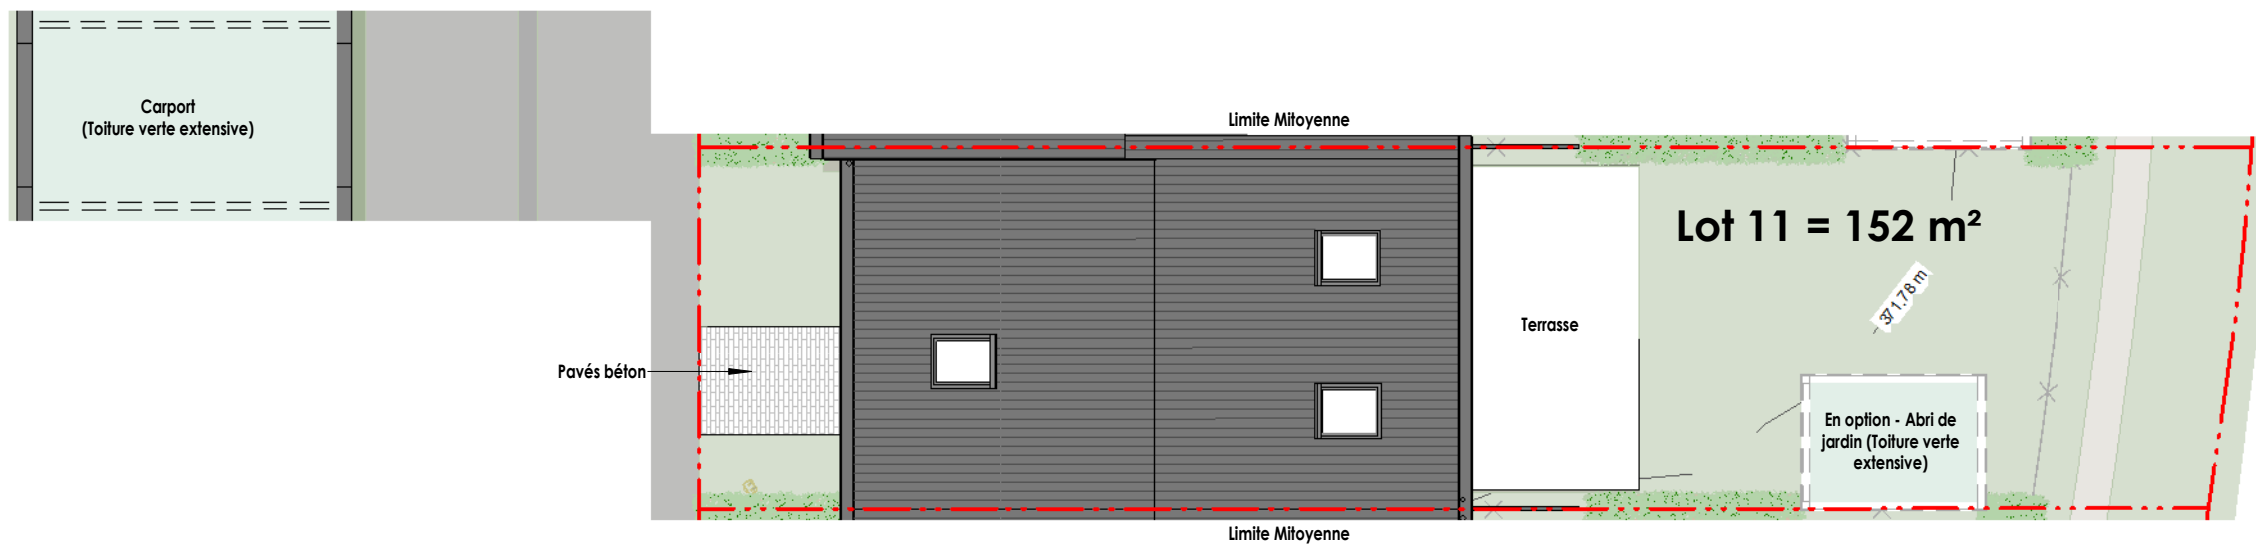 Carport
(Toiture verte extensive)
Limite Mitoyenne
Lot 11 = 152 m²
371.78 m
Terrasse
Pavés béton
En option - Abri de
jardin (Toiture verte
extensive)
Limite Mitoyenne